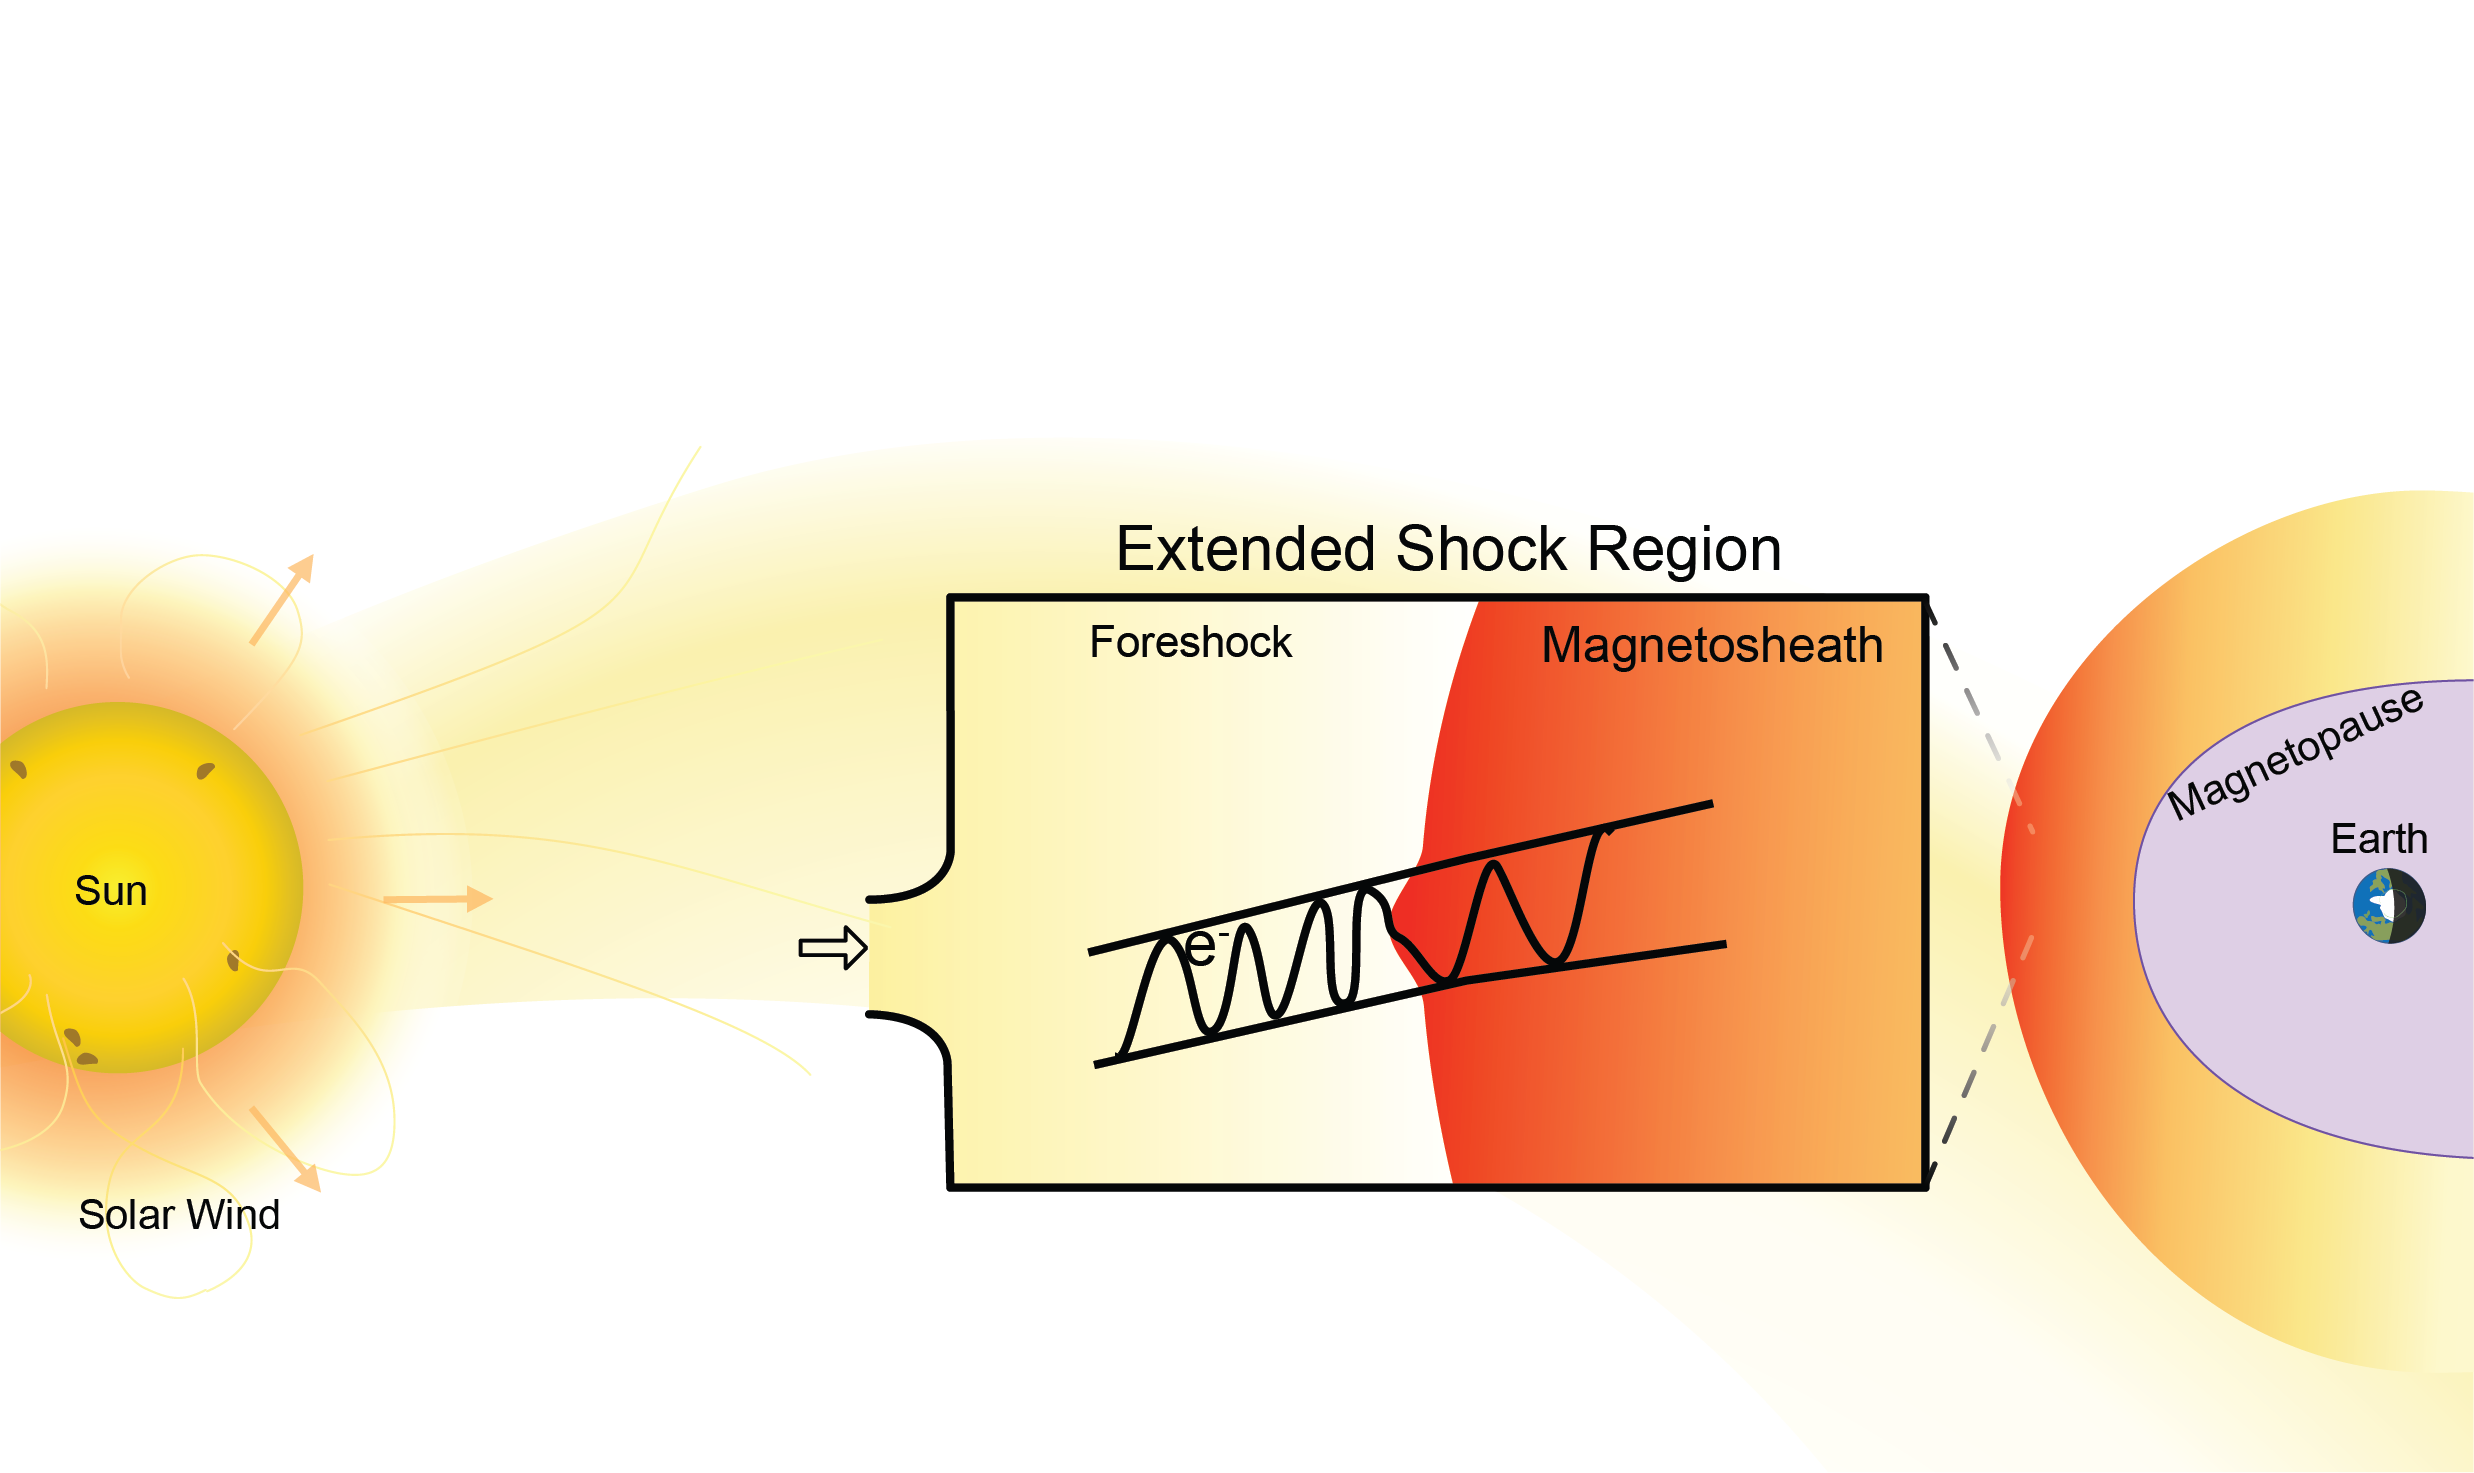 Extended Shock Region
Foreshock
Magnetosheath
Magnetopause
Earth
Sun
e-
Solar Wind